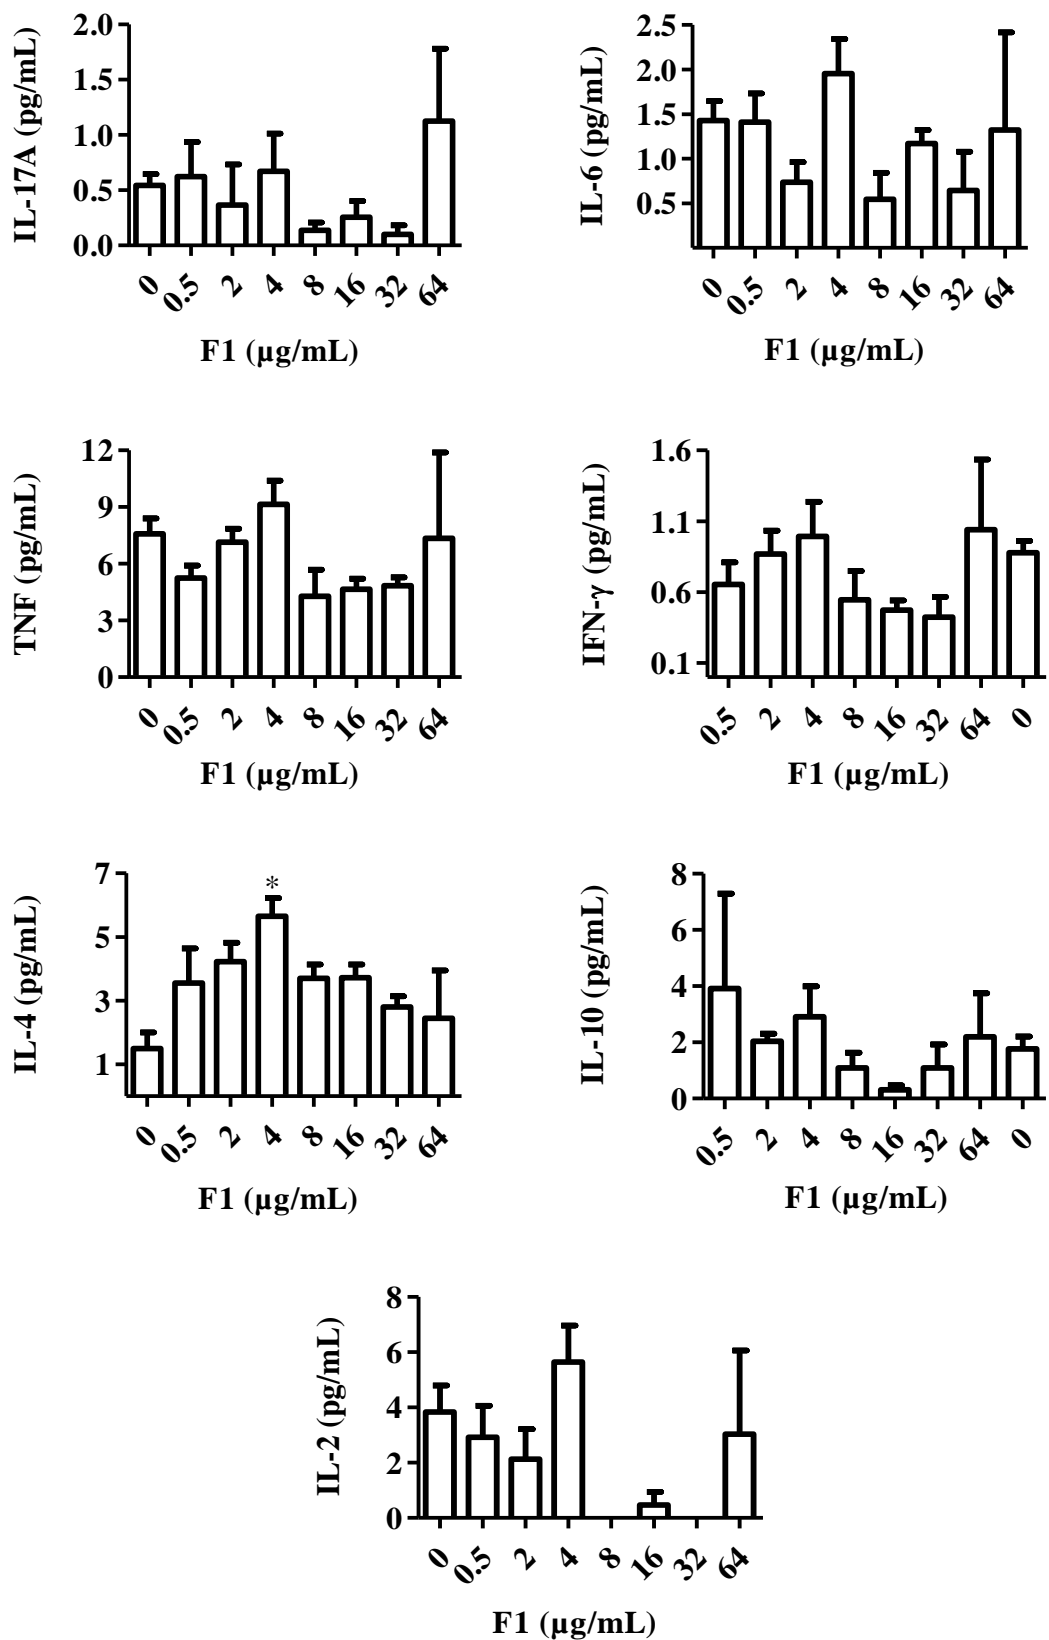 IL-17A (pg/mL)
2.0
1.5
1.0
0.5
0.0
0 0.5 2 4 8 16 32 64
F1 (µg/mL)
IL-6 (pg/mL)
2.5
2.0
1.5
1.0
0.5
0 0.5 2 4 8 16 32 64
F1 (µg/mL)
TNF (pg/mL)
12
9
6
3
0
0 0.5 2 4 8 16 32 64
F1 (µg/mL)
IFN-γ (pg/mL)
1.6
1.1
0.6
0.1
0.5 2 4 8 16 32 64 0
F1 (µg/mL)
IL-4 (pg/mL)
7
5
3
1
*
0 0.5 2 4 8 16 32 64
F1 (µg/mL)
IL-10 (pg/mL)
8
6
4
2
0
0.5 2 4 8 16 32 64 0
F1 (µg/mL)
IL-2 (pg/mL)
8
6
4
2
0
0 0.5 2 4 8 16 32 64
F1 (µg/mL)